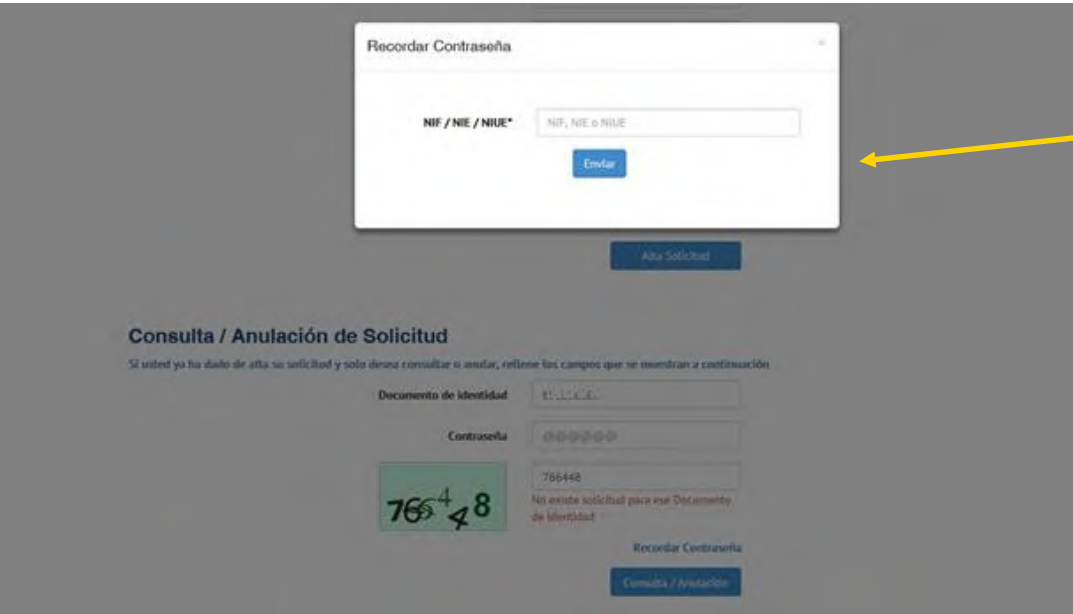 Recordar Contraseña
×
NIF / NIE / NIUE*
NIF, NIE o NIUE
Enviar
Alta Solicitud
Consulta / Anulación de Solicitud
Si usted ya ha dado de alta su solicitud y solo desea consultar o anular, rellene los campos que se muestran a continuación
Documento de identidad
Contraseña
@@@@@@
766448
766448
No existe solicitud para ese Documento
de identidad
Recordar Contraseña
Consulta / Anulación